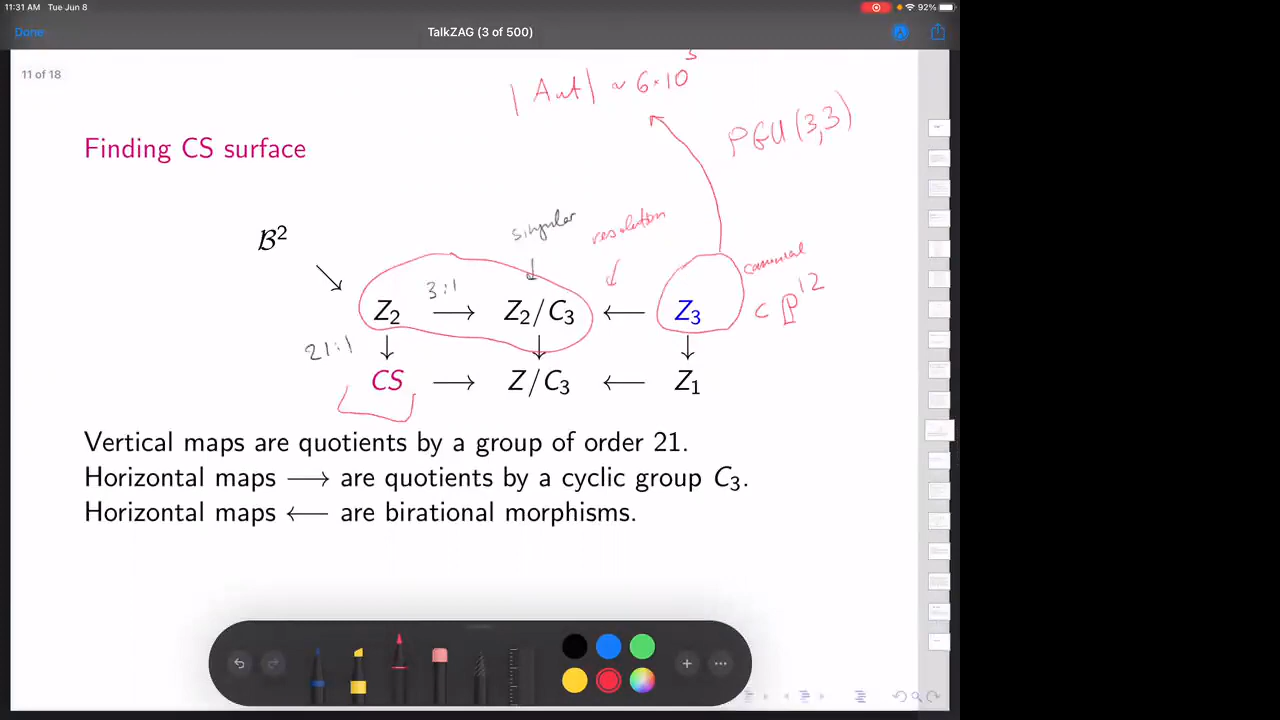 11:31 AM Tue Jun 8
92%
Done
TalkZAG (3 of 500)
11 of 18
|Aut| ~ 6·10⁵
PGU(3,3)
Finding CS surface
singular
resolution
canonical
B²
3:1
⊂ ℙ¹²
Z₂ ⟶ Z₂/C₃ ⟵ Z₃
21:1
↓ ↓ ↓
CS ⟶ Z/C₃ ⟵ Z₁
Vertical maps are quotients by a group of order 21.
Horizontal maps ⟶ are quotients by a cyclic group C₃.
Horizontal maps ⟵ are birational morphisms.